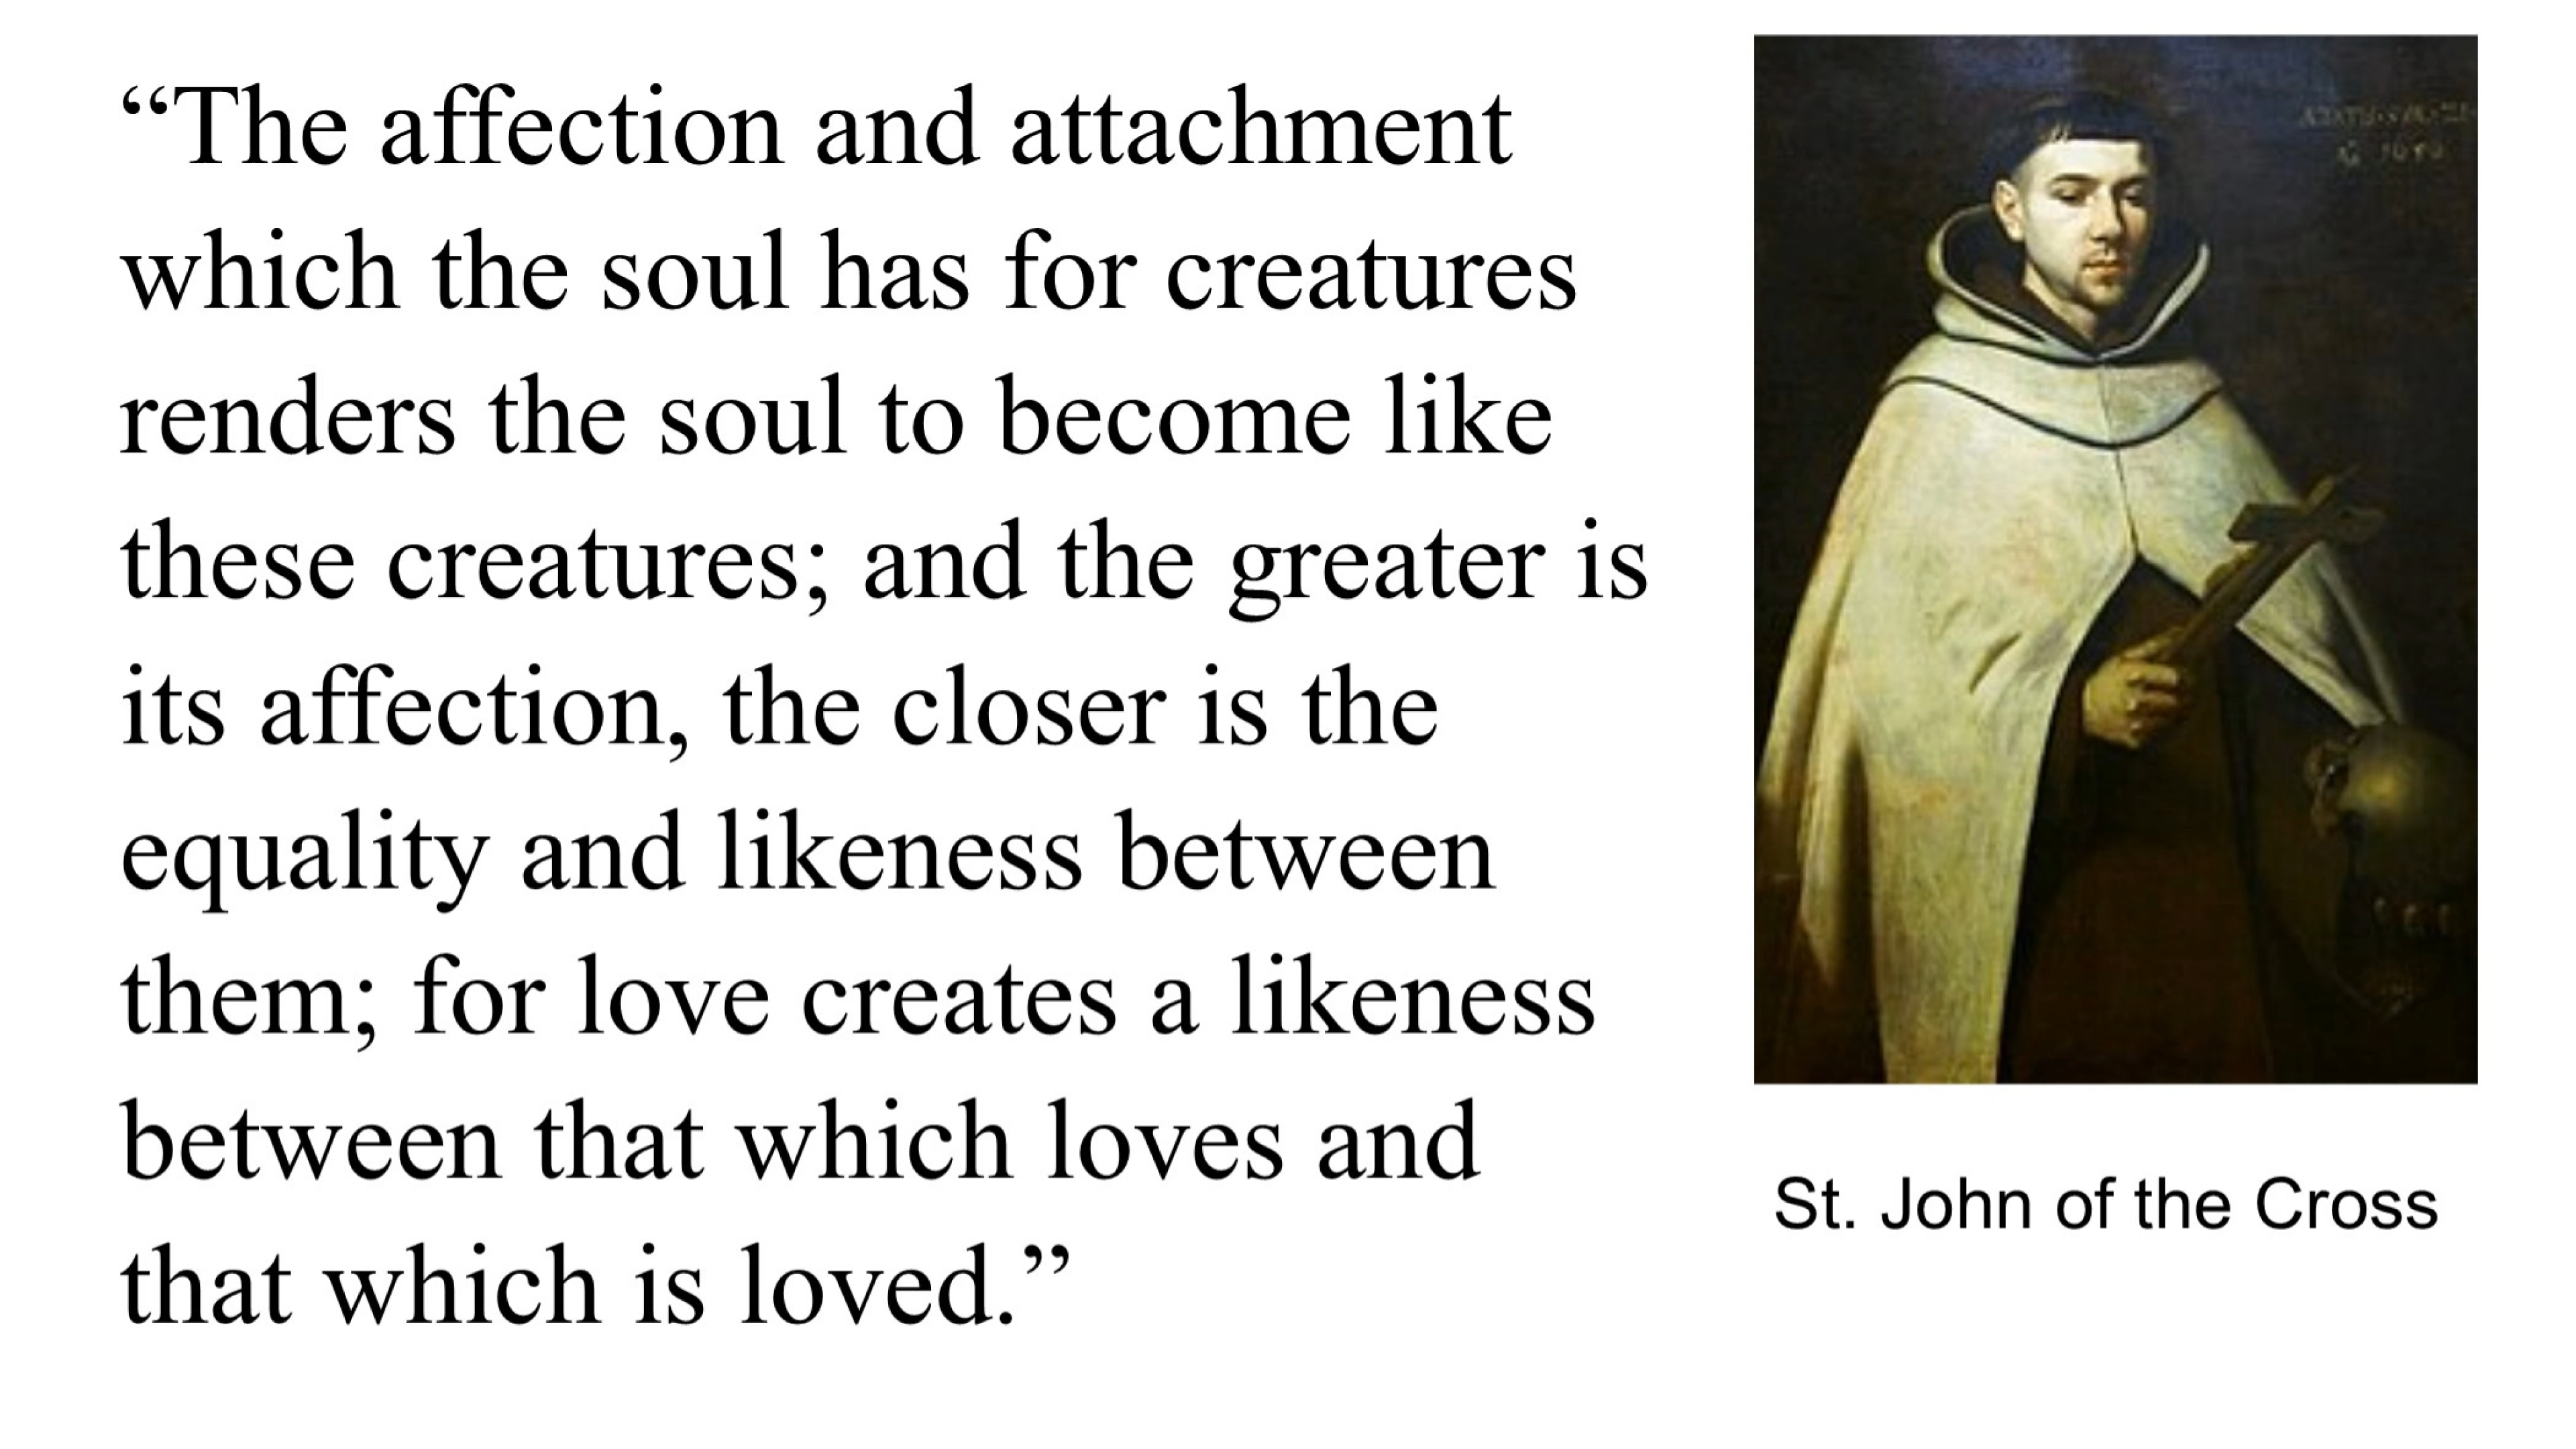 “The affection and attachment
which the soul has for creatures
renders the soul to become like
these creatures; and the greater is
its affection, the closer is the
equality and likeness between
them; for love creates a likeness
between that which loves and
that which is loved.”
St. John of the Cross